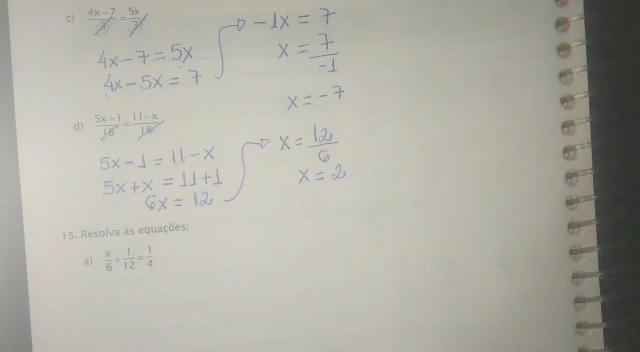 c) (4x-7)/3 = 5x/3
4x-7=5x
4x-5x=7
-1x=7
x=7/-1
x=-7
d) (5x-1)/18 = (11-x)/18
5x-1=11-x
5x+x=11+1
6x=12
x=12/6
x=2
15. Resolva as equações:
a) x/6 + 1/12 = 1/4